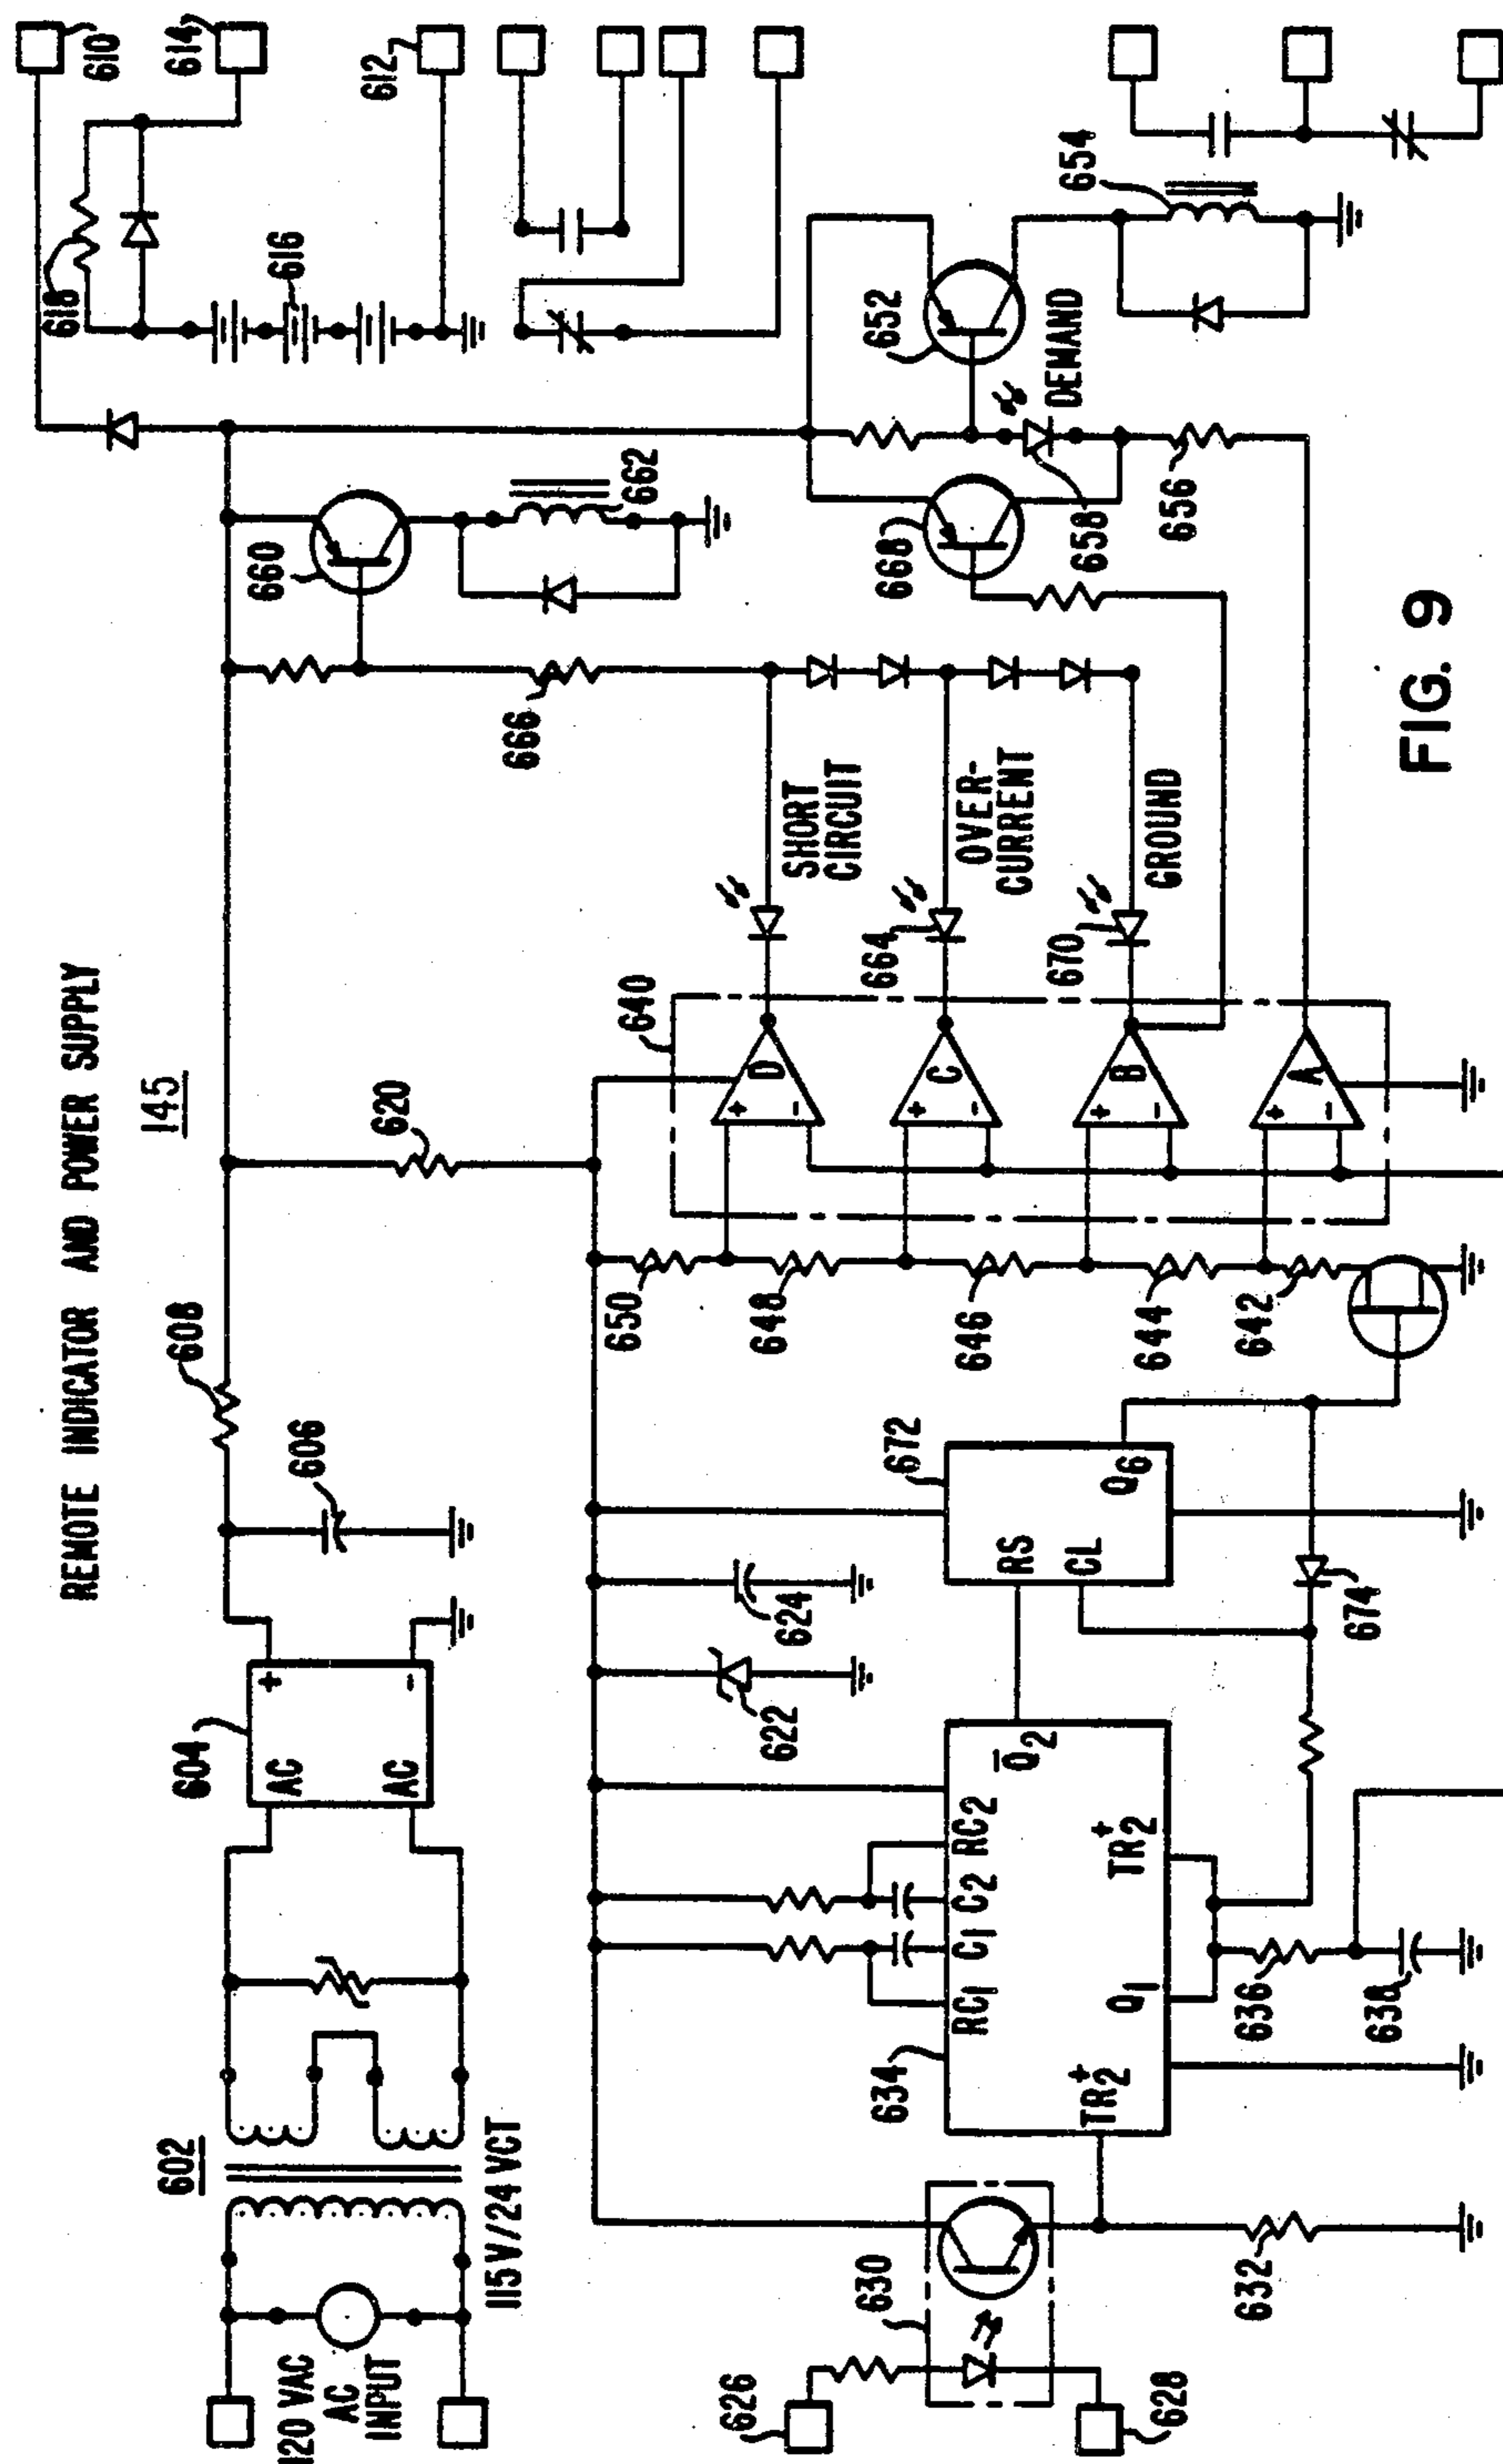 REMOTE INDICATOR AND POWER SUPPLY
145
602
120 VAC
AC
INPUT
115V/24 VCT
604
AC
AC
+
-
606
608
610
614
618
616
612
620
660
662
666
622
624
626
628
630
632
634
RC1
C1
C2
RC2
Q̅2
TR2+
Q1
TR2+
636
638
672
RS
CL
Q6
674
650
648
646
644
642
640
D
+
-
C
+
-
B
+
-
A
+
-
SHORT
CIRCUIT
664
OVER-
CURRENT
670
GROUND
652
654
668
658
DEMAND
656
FIG. 9